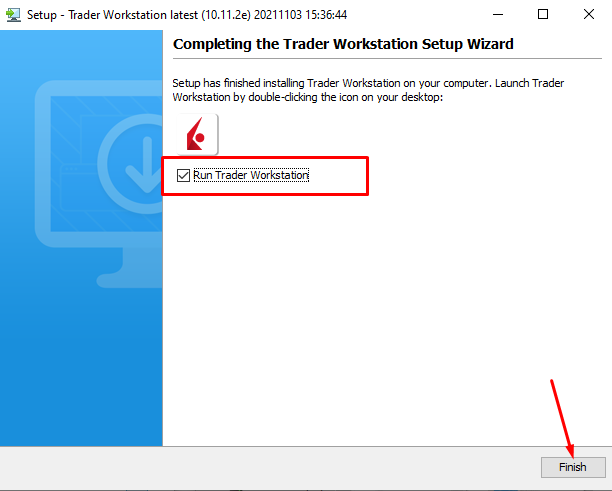 Setup - Trader Workstation latest (10.11.2e) 20211103 15:36:44
Completing the Trader Workstation Setup Wizard
Setup has finished installing Trader Workstation on your computer. Launch Trader
Workstation by double-clicking the icon on your desktop:
Run Trader Workstation
Finish